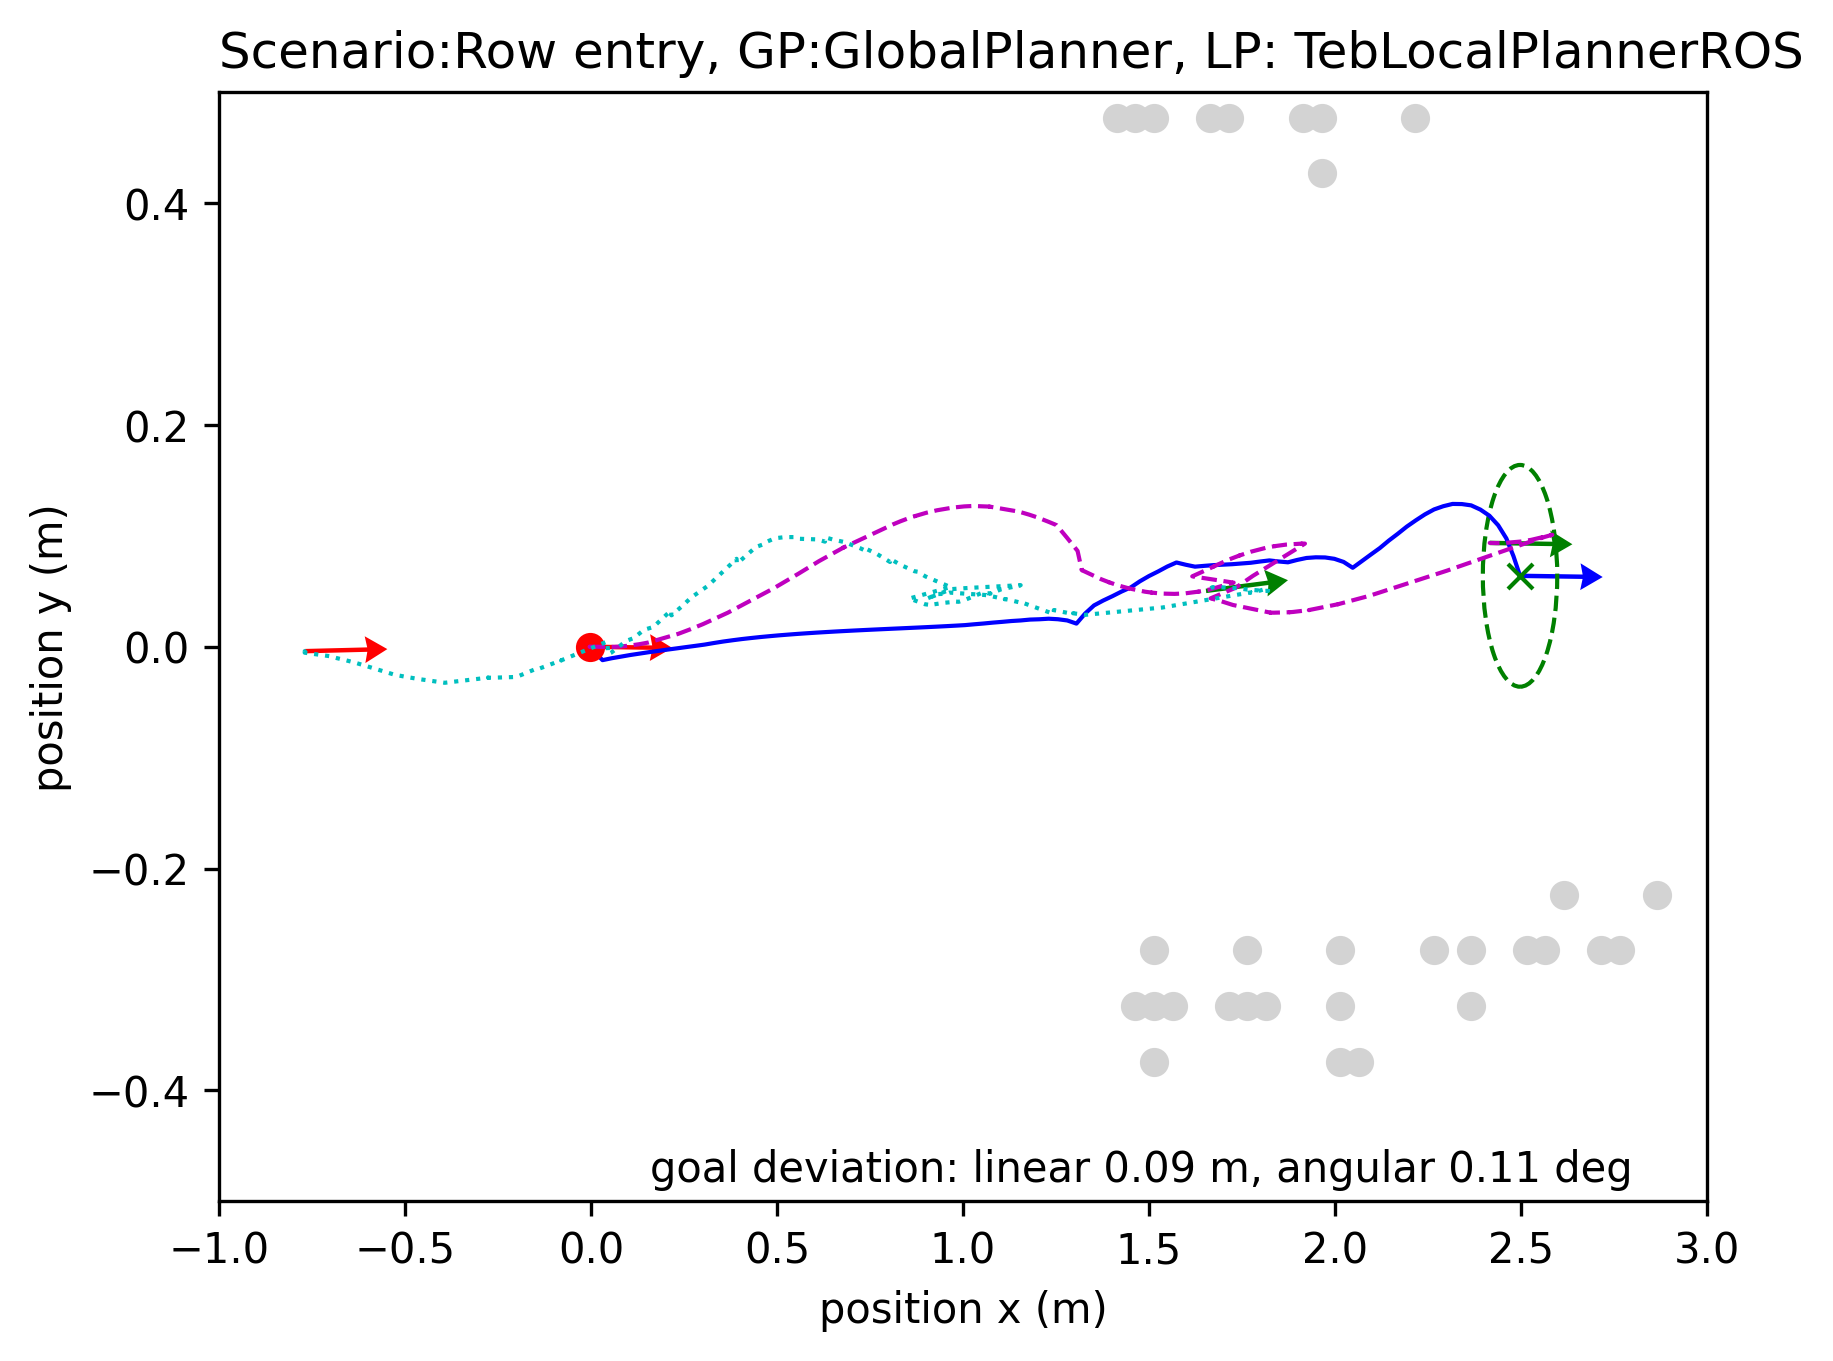 Scenario:Row entry, GP:GlobalPlanner, LP: TebLocalPlannerROS
0.4
0.2
0.0
−0.2
−0.4
position y (m)
goal deviation: linear 0.09 m, angular 0.11 deg
−1.0 −0.5 0.0 0.5 1.0 1.5 2.0 2.5 3.0
position x (m)